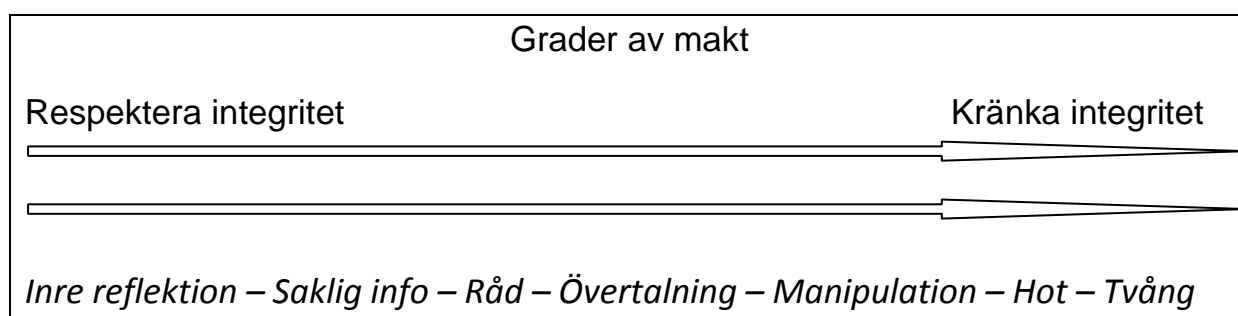 Grader av makt
Respektera integritet Kränka integritet
Inre reflektion – Saklig info – Råd – Övertalning – Manipulation – Hot – Tvång